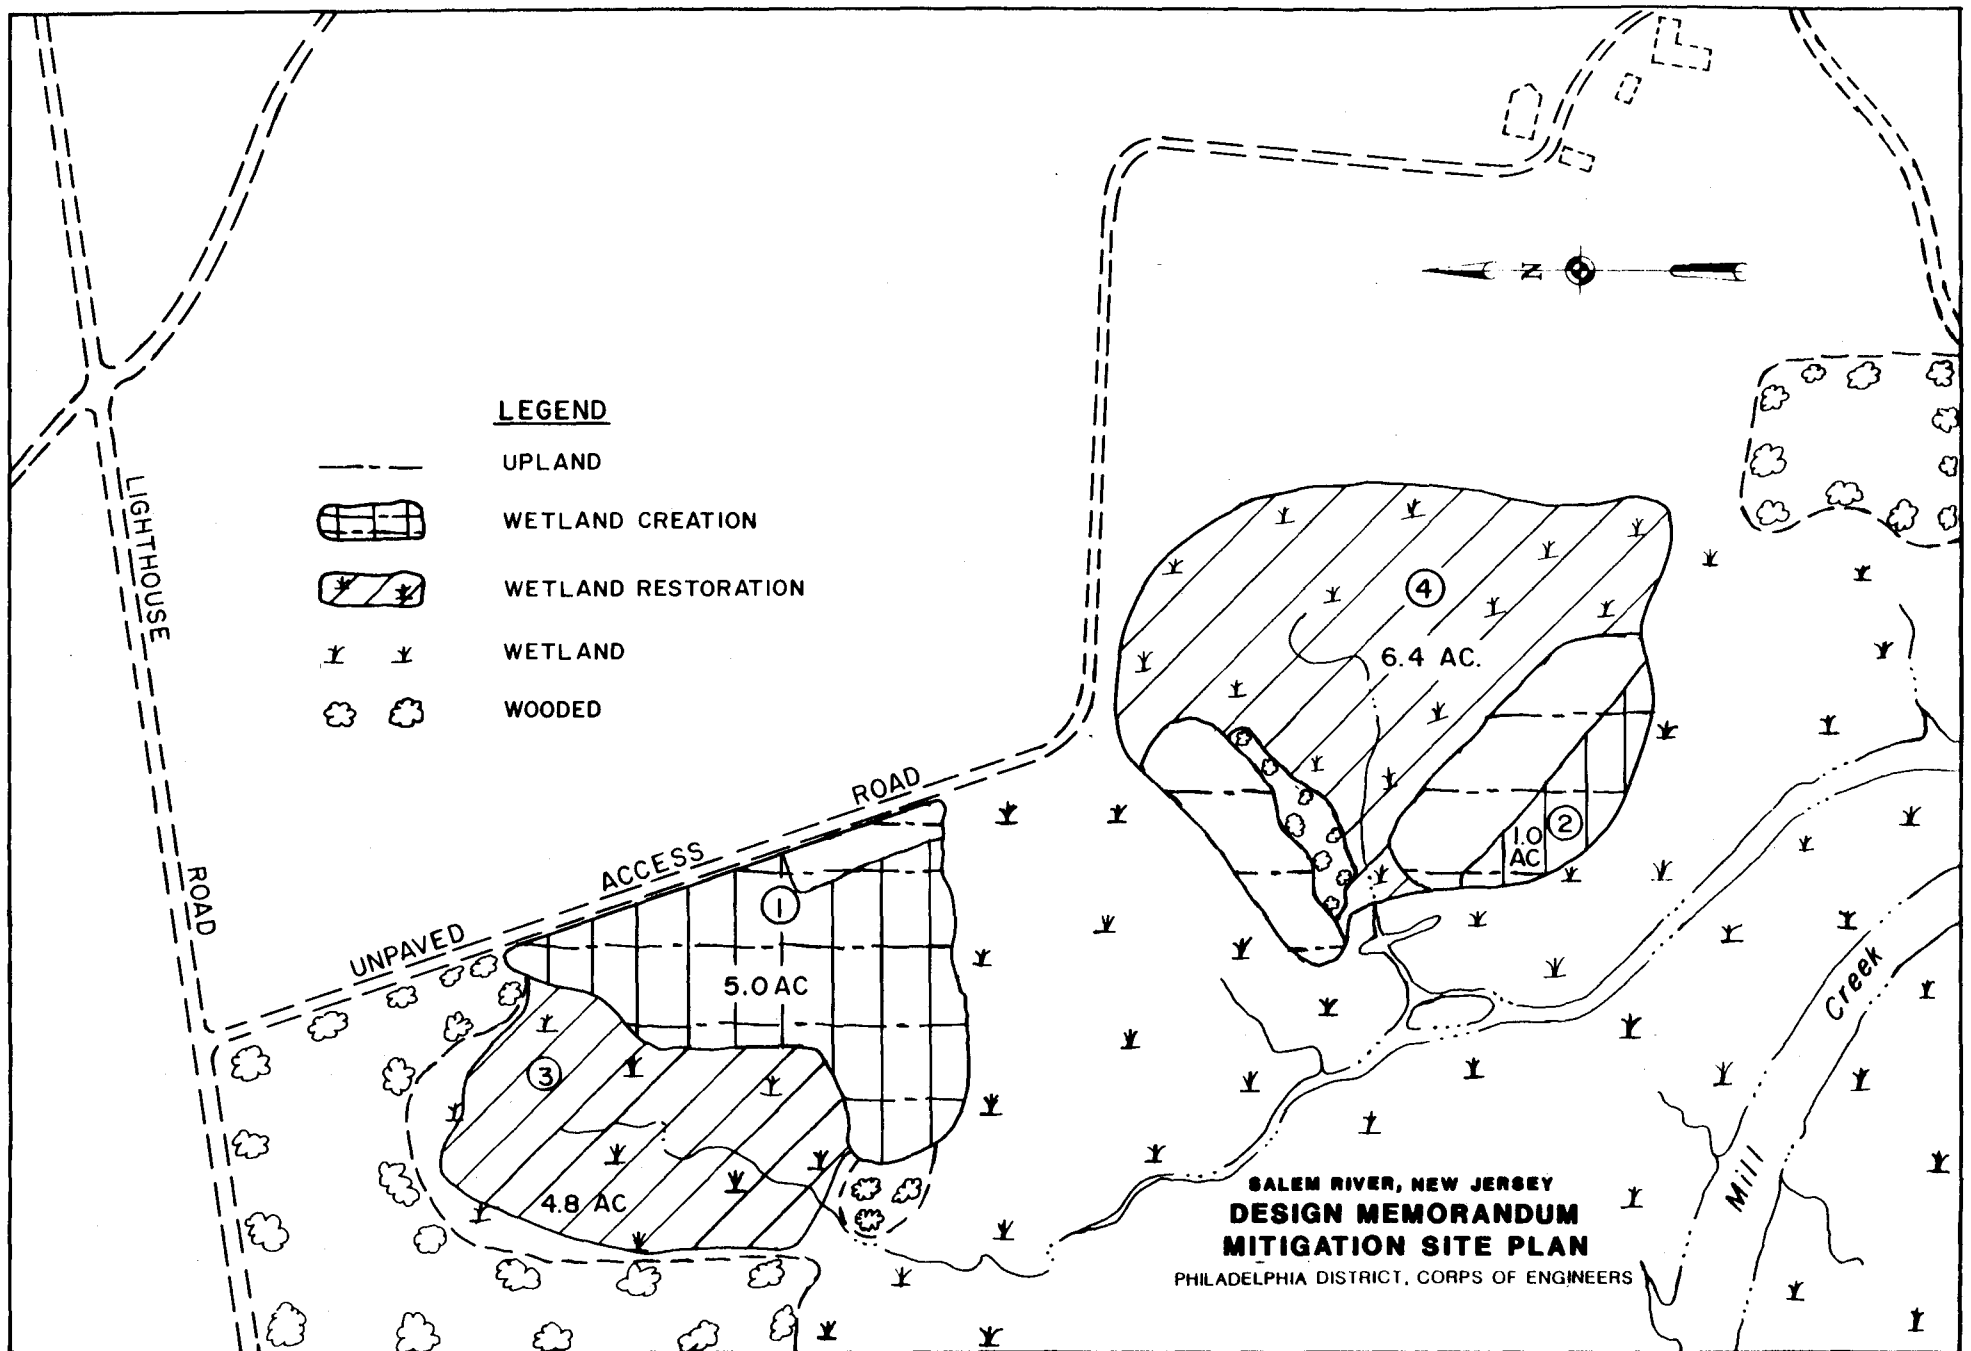 N
LEGEND
UPLAND
WETLAND CREATION
WETLAND RESTORATION
WETLAND
WOODED
LIGHTHOUSE
ROAD
UNPAVED
ACCESS
ROAD
1
5.0 AC
3
4.8 AC
4
6.4 AC.
1.0
AC
2
Mill
Creek
SALEM RIVER, NEW JERSEY
DESIGN MEMORANDUM
MITIGATION SITE PLAN
PHILADELPHIA DISTRICT, CORPS OF ENGINEERS